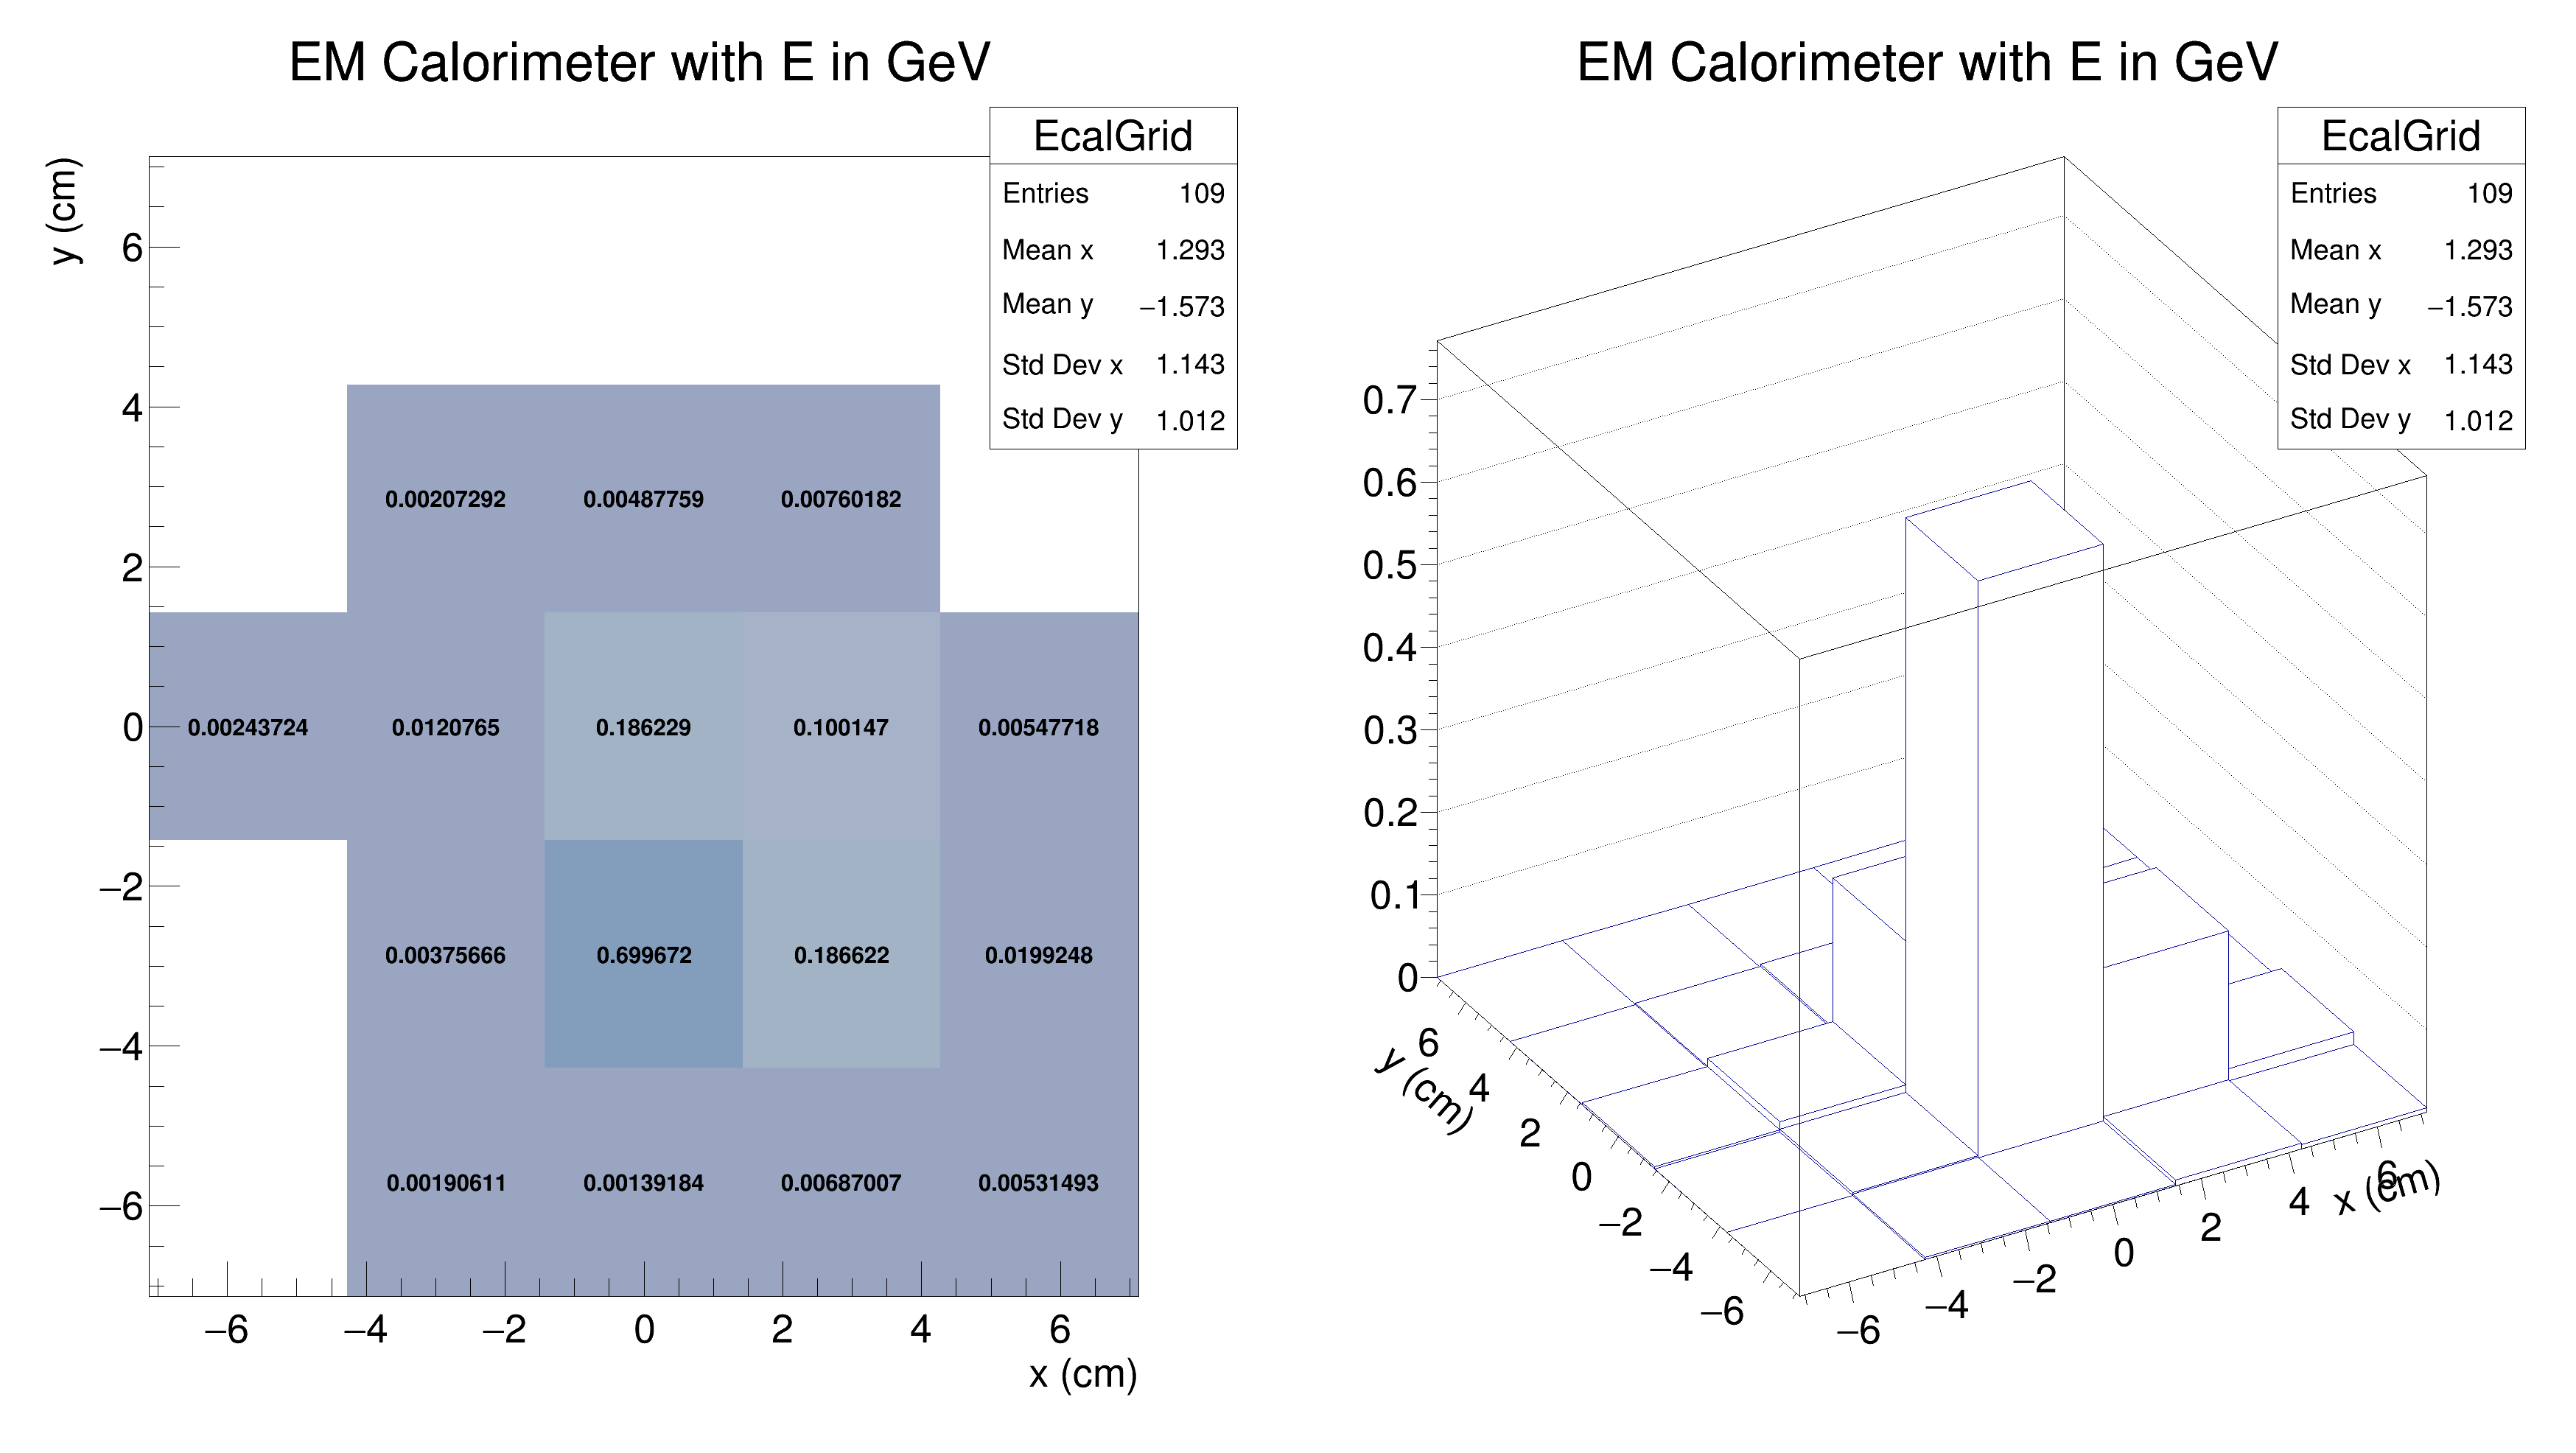 EM Calorimeter with E in GeV
EcalGrid
Entries 109
Mean x 1.293
Mean y −1.573
Std Dev x 1.143
Std Dev y 1.012
y (cm)
6
4
2
0
−2
−4
−6
0.00207292 0.00487759 0.00760182
0.00243724 0.0120765 0.186229 0.100147 0.00547718
0.00375666 0.699672 0.186622 0.0199248
0.00190611 0.00139184 0.00687007 0.00531493
−6 −4 −2 0 2 4 6
x (cm)
EM Calorimeter with E in GeV
EcalGrid
Entries 109
Mean x 1.293
Mean y −1.573
Std Dev x 1.143
Std Dev y 1.012
0.7
0.6
0.5
0.4
0.3
0.2
0.1
0
y (cm)
6
4
2
0
−2
−4
−6
−6
−4
−2
0
2
4
6
x (cm)